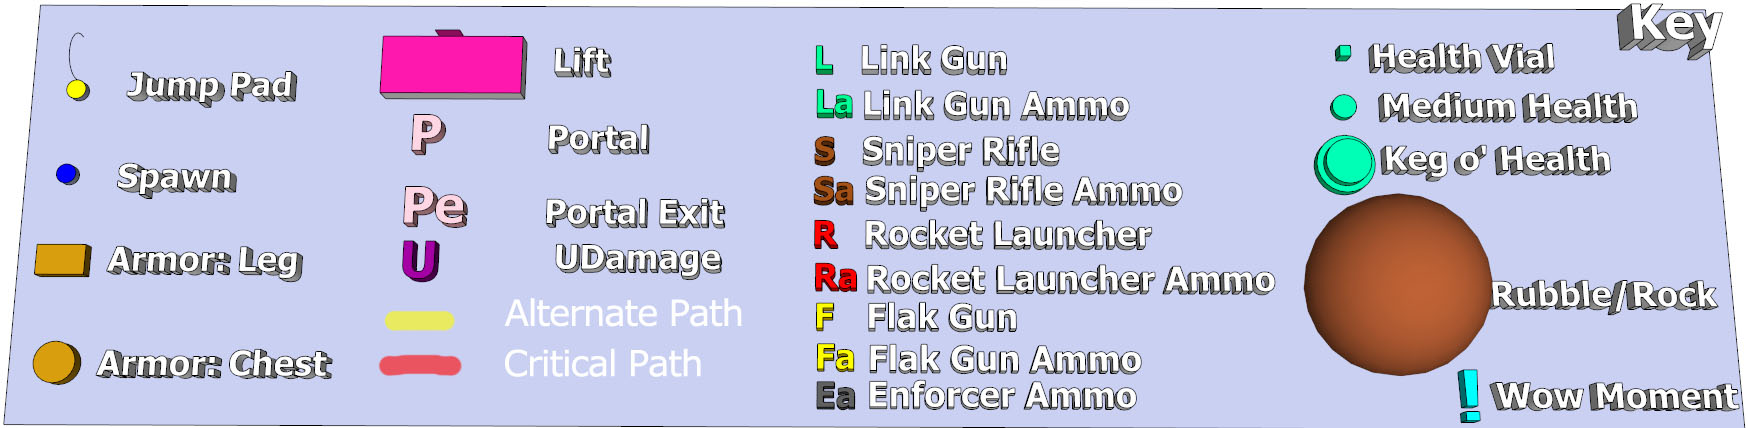 Key
Jump Pad
Spawn
Armor: Leg
Armor: Chest
Lift
P Portal
Pe Portal Exit
U UDamage
Alternate Path
Critical Path
L Link Gun
La Link Gun Ammo
S Sniper Rifle
Sa Sniper Rifle Ammo
R Rocket Launcher
Ra Rocket Launcher Ammo
F Flak Gun
Fa Flak Gun Ammo
Ea Enforcer Ammo
Health Vial
Medium Health
Keg o' Health
Rubble/Rock
! Wow Moment